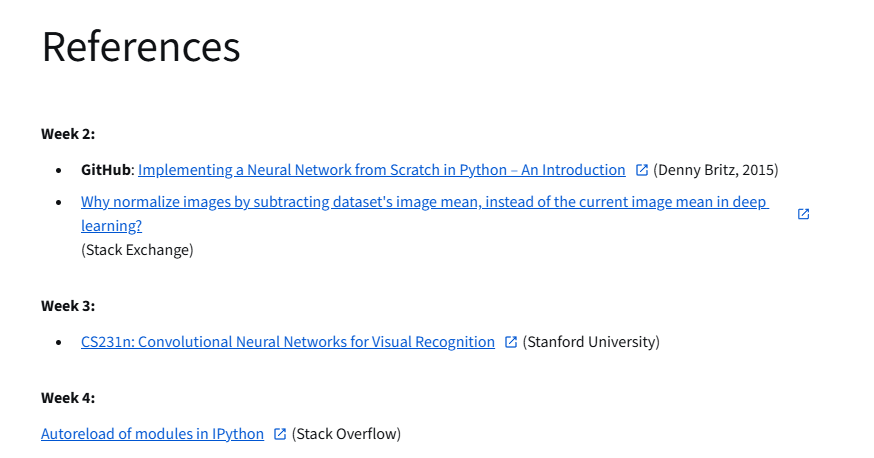 References
Week 2:
GitHub: Implementing a Neural Network from Scratch in Python – An Introduction (Denny Britz, 2015)
Why normalize images by subtracting dataset's image mean, instead of the current image mean in deep
learning?
(Stack Exchange)
Week 3:
CS231n: Convolutional Neural Networks for Visual Recognition (Stanford University)
Week 4:
Autoreload of modules in IPython (Stack Overflow)